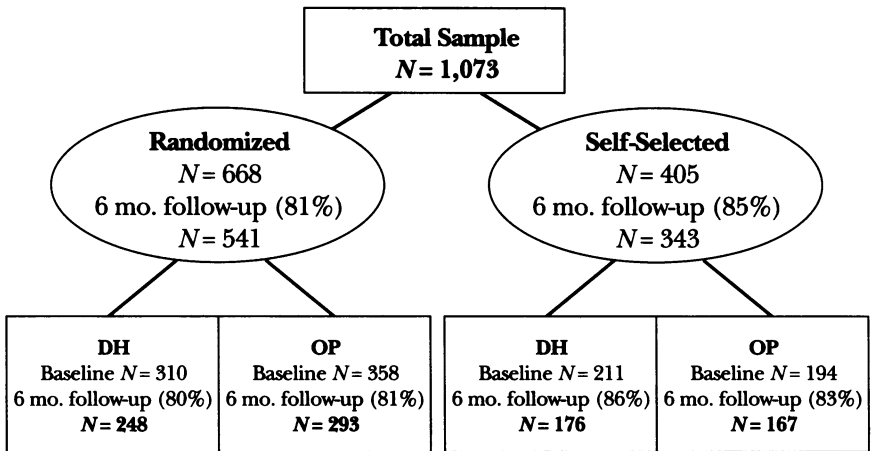 Total Sample
N = 1,073
Randomized
N = 668
6 mo. follow-up (81%)
N = 541
Self-Selected
N = 405
6 mo. follow-up (85%)
N = 343
DH
Baseline N = 310
6 mo. follow-up (80%)
N = 248
OP
Baseline N = 358
6 mo. follow-up (81%)
N = 293
DH
Baseline N = 211
6 mo. follow-up (86%)
N = 176
OP
Baseline N = 194
6 mo. follow-up (83%)
N = 167